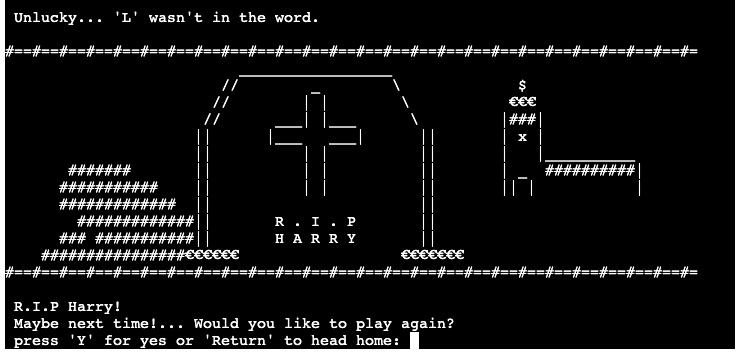 Unlucky... 'L' wasn't in the word.
R . I . P
H A R R Y
R.I.P Harry!
Maybe next time!... Would you like to play again?
press 'Y' for yes or 'Return' to head home: